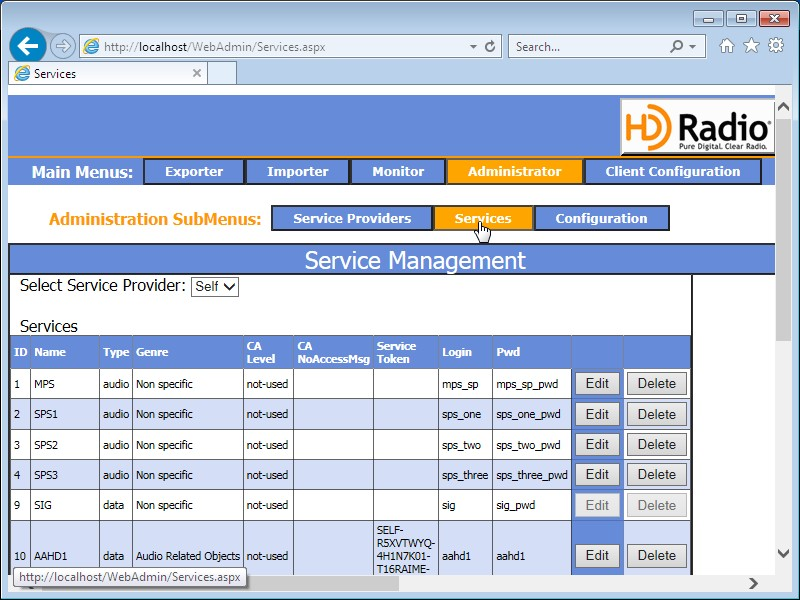 http://localhost/WebAdmin/Services.aspx
Search...
Services
HD Radio
Pure Digital. Clear Radio.
Main Menus: Exporter Importer Monitor Administrator Client Configuration
Administration SubMenus: Service Providers Services Configuration
Service Management
Select Service Provider: Self
Services
ID Name Type Genre CA Level CA NoAccessMsg Service Token Login Pwd
1 MPS audio Non specific not-used mps_sp mps_sp_pwd Edit Delete
2 SPS1 audio Non specific not-used sps_one sps_one_pwd Edit Delete
3 SPS2 audio Non specific not-used sps_two sps_two_pwd Edit Delete
4 SPS3 audio Non specific not-used sps_three sps_three_pwd Edit Delete
9 SIG data Non specific not-used sig sig_pwd Edit Delete
10 AAHD1 data Audio Related Objects not-used SELF-R5XVTWYQ-4H1N7K01-T16RAIME- aahd1 aahd1 Edit Delete
http://localhost/WebAdmin/Services.aspx